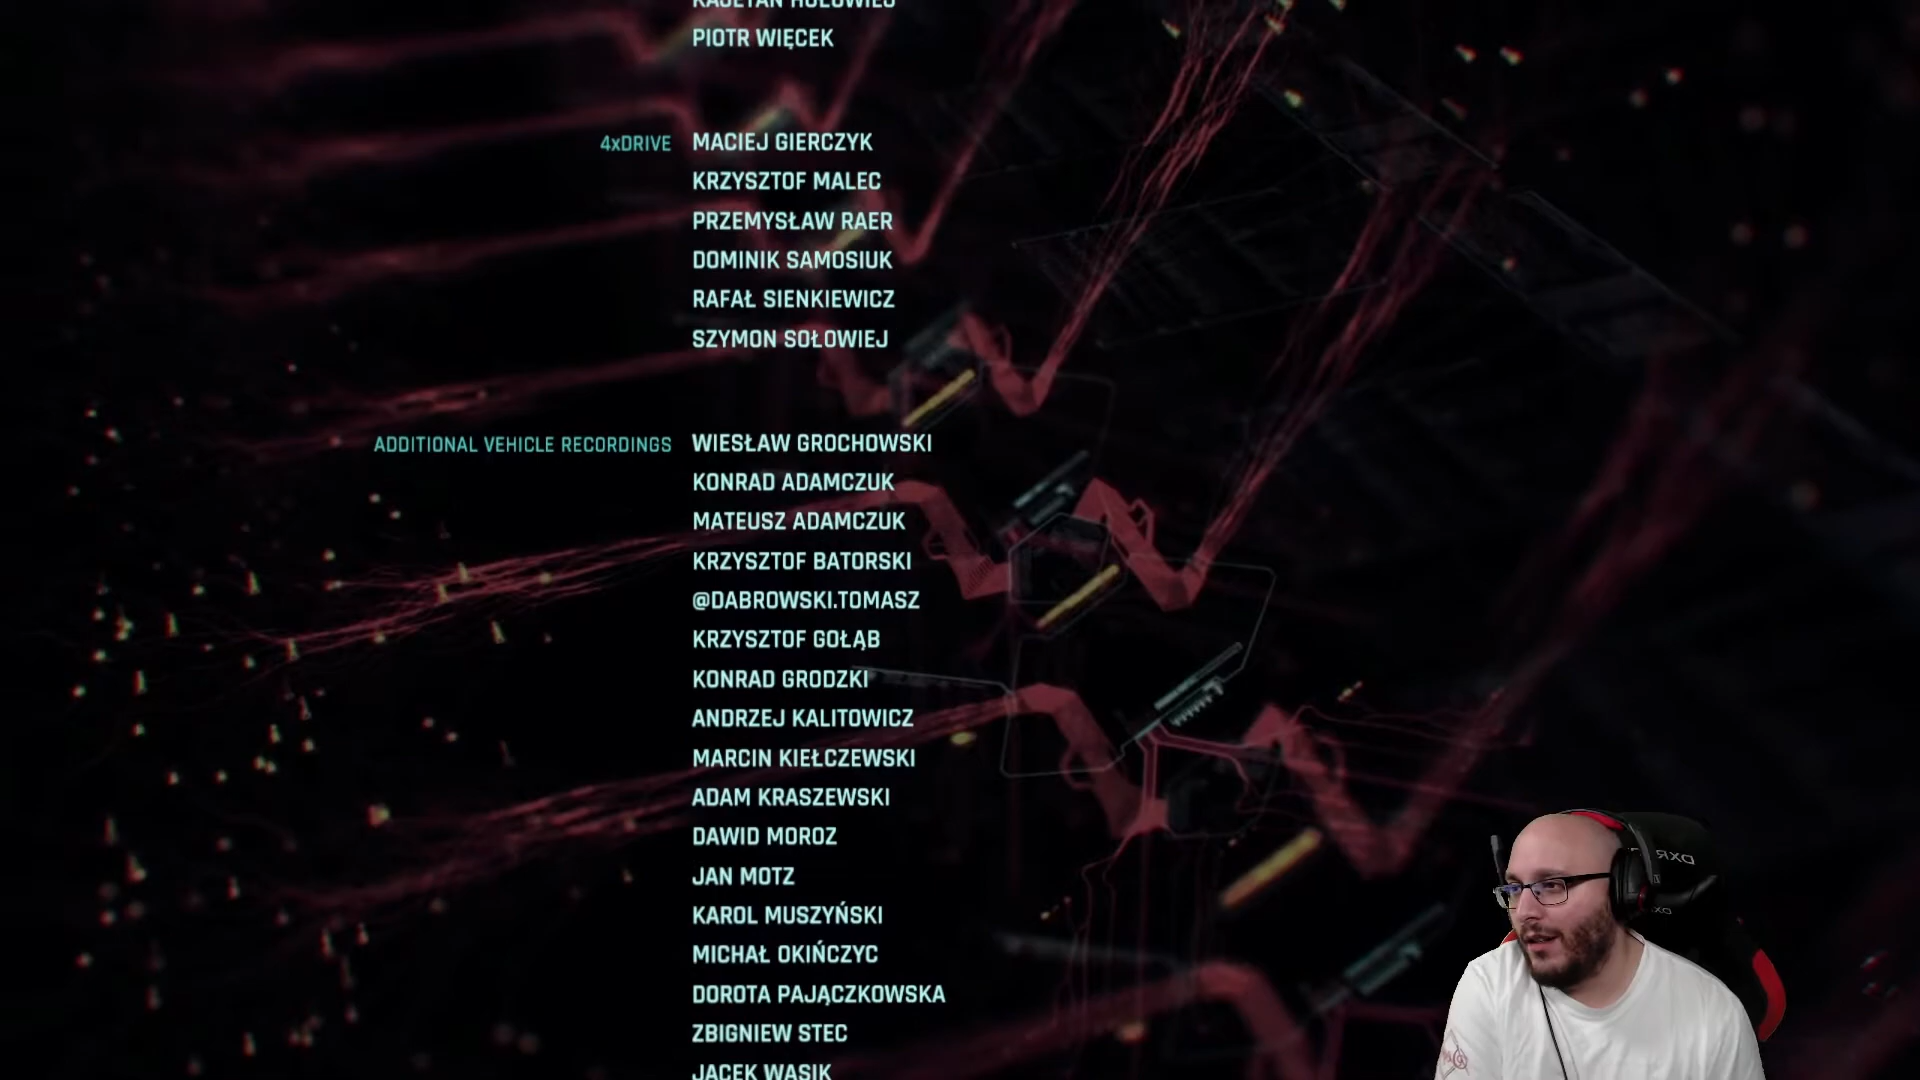 PIOTR WIĘCEK
4xDRIVE MACIEJ GIERCZYK
KRZYSZTOF MALEC
PRZEMYSŁAW RAER
DOMINIK SAMOSIUK
RAFAŁ SIENKIEWICZ
SZYMON SOŁOWIEJ
ADDITIONAL VEHICLE RECORDINGS WIESŁAW GROCHOWSKI
KONRAD ADAMCZUK
MATEUSZ ADAMCZUK
KRZYSZTOF BATORSKI
@DABROWSKI.TOMASZ
KRZYSZTOF GOŁĄB
KONRAD GRODZKI
ANDRZEJ KALITOWICZ
MARCIN KIEŁCZEWSKI
ADAM KRASZEWSKI
DAWID MOROZ
JAN MOTZ
KAROL MUSZYŃSKI
MICHAŁ OKIŃCZYC
DOROTA PAJĄCZKOWSKA
ZBIGNIEW STEC
JACEK